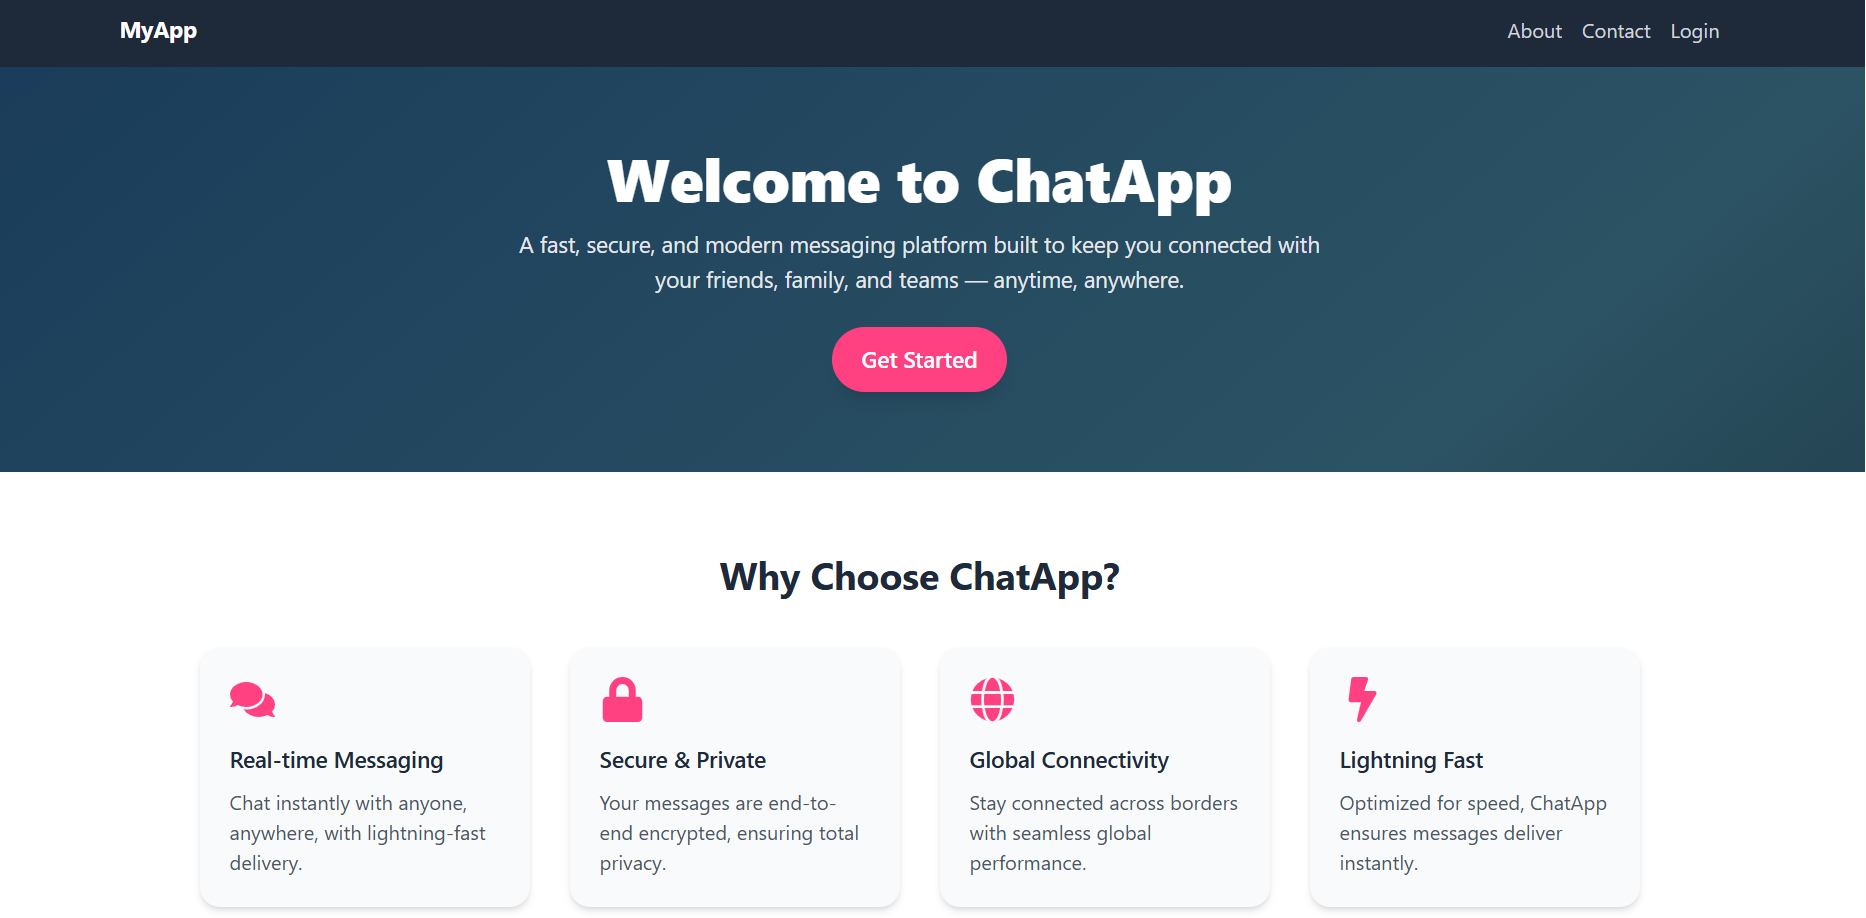 MyApp
About Contact Login
Welcome to ChatApp
A fast, secure, and modern messaging platform built to keep you connected with
your friends, family, and teams — anytime, anywhere.
Get Started
Why Choose ChatApp?
Real-time Messaging
Chat instantly with anyone,
anywhere, with lightning-fast
delivery.
Secure & Private
Your messages are end-to-
end encrypted, ensuring total
privacy.
Global Connectivity
Stay connected across borders
with seamless global
performance.
Lightning Fast
Optimized for speed, ChatApp
ensures messages deliver
instantly.